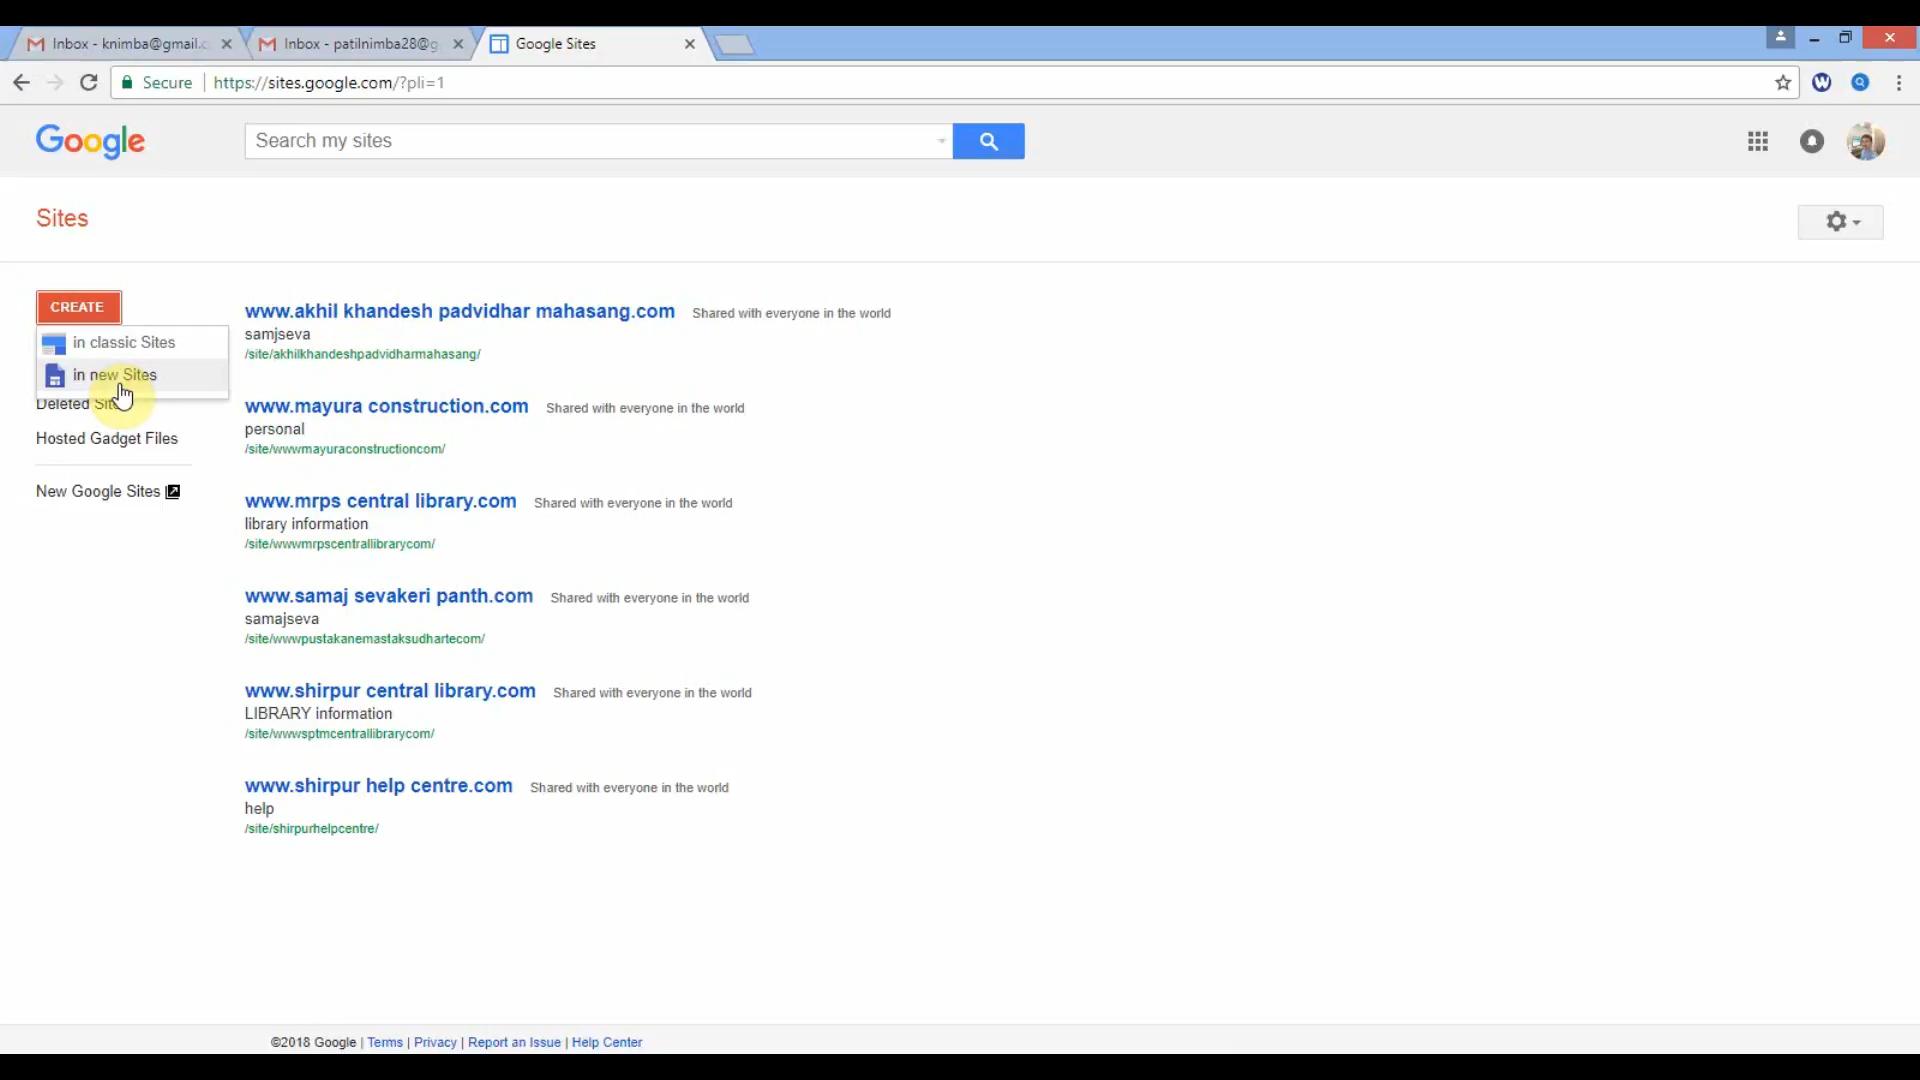 Inbox - knimba@gmail.c
Inbox - patilnimba28@g
Google Sites
Secure
https://sites.google.com/?pli=1
Google
Search my sites
Sites
CREATE
in classic Sites
in new Sites
Deleted Site
Hosted Gadget Files
New Google Sites
www.akhil khandesh padvidhar mahasang.com Shared with everyone in the world
samjseva
/site/akhilkhandeshpadvidharmahasang/
www.mayura construction.com Shared with everyone in the world
personal
/site/wwwmayuraconstructioncom/
www.mrps central library.com Shared with everyone in the world
library information
/site/wwwmrpscentrallibrarycom/
www.samaj sevakeri panth.com Shared with everyone in the world
samajseva
/site/wwwpustakanemastaksudhartecom/
www.shirpur central library.com Shared with everyone in the world
LIBRARY information
/site/wwwsptmcentrallibrarycom/
www.shirpur help centre.com Shared with everyone in the world
help
/site/shirpurhelpcentre/
©2018 Google | Terms | Privacy | Report an Issue | Help Center